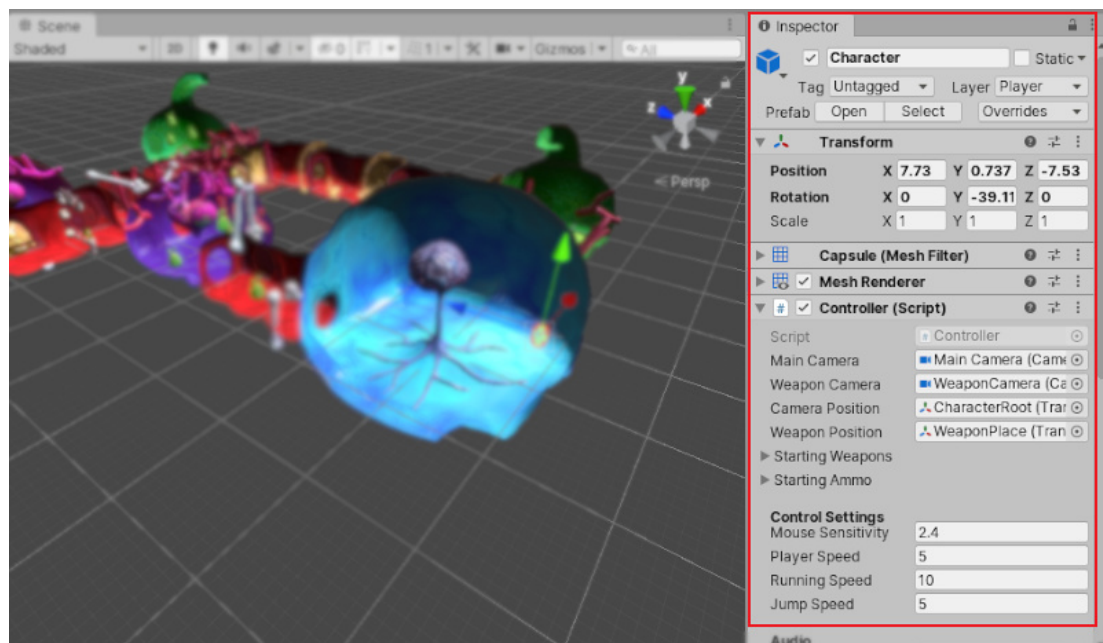 Scene
Shaded
2D
0
1
Gizmos
All
y
z
x
Persp
Inspector
Character Static
Tag Untagged Layer Player
Prefab Open Select Overrides
Transform
Position X 7.73 Y 0.737 Z -7.53
Rotation X 0 Y -39.11 Z 0
Scale X 1 Y 1 Z 1
Capsule (Mesh Filter)
# Mesh Renderer
# Controller (Script)
Script # Controller
Main Camera Main Camera (Came
Weapon Camera WeaponCamera (Ca
Camera Position CharacterRoot (Tran
Weapon Position WeaponPlace (Tran
Starting Weapons
Starting Ammo
Control Settings
Mouse Sensitivity 2.4
Player Speed 5
Running Speed 10
Jump Speed 5
Audio